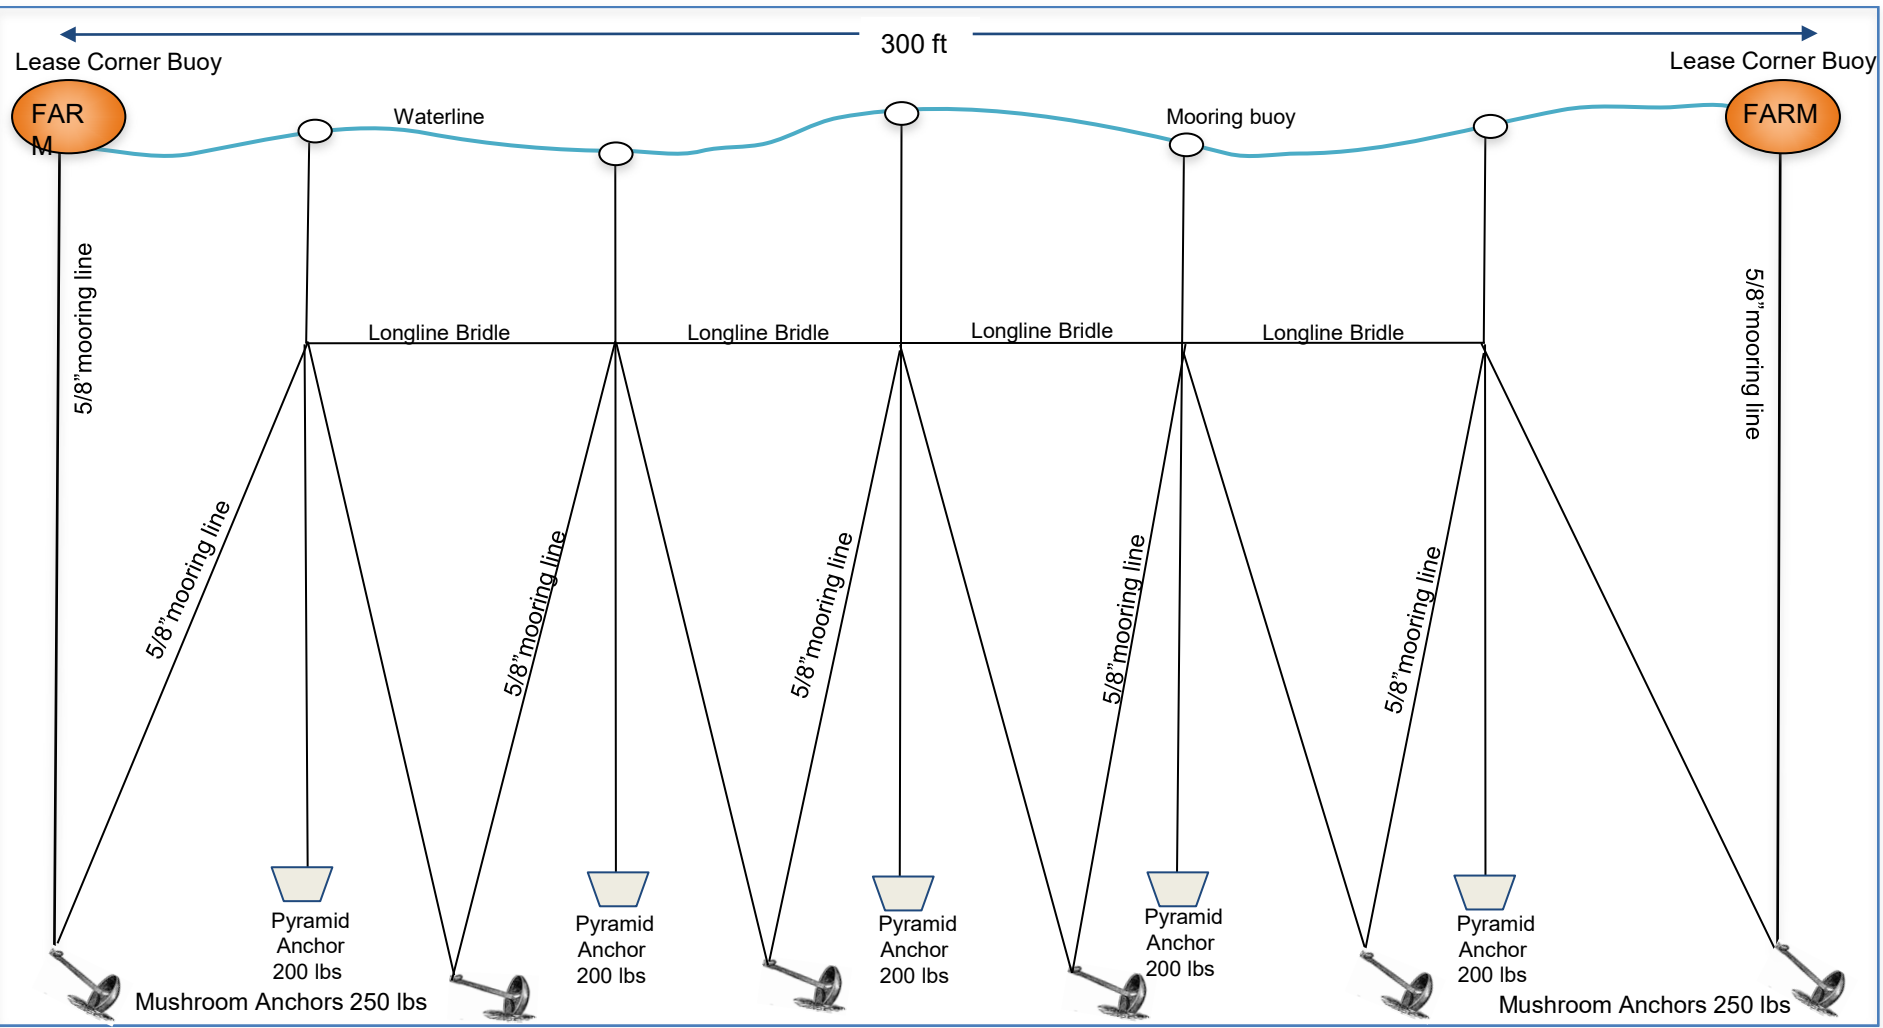 300 ft
Lease Corner Buoy
Lease Corner Buoy
FAR
M
Waterline
Mooring buoy
FARM
5/8”mooring line
5/8”mooring line
Longline Bridle
Longline Bridle
Longline Bridle
Longline Bridle
5/8”mooring line
5/8”mooring line
5/8”mooring line
5/8”mooring line
5/8”mooring line
Pyramid
Anchor
200 lbs
Pyramid
Anchor
200 lbs
Pyramid
Anchor
200 lbs
Pyramid
Anchor
200 lbs
Pyramid
Anchor
200 lbs
Mushroom Anchors 250 lbs
Mushroom Anchors 250 lbs